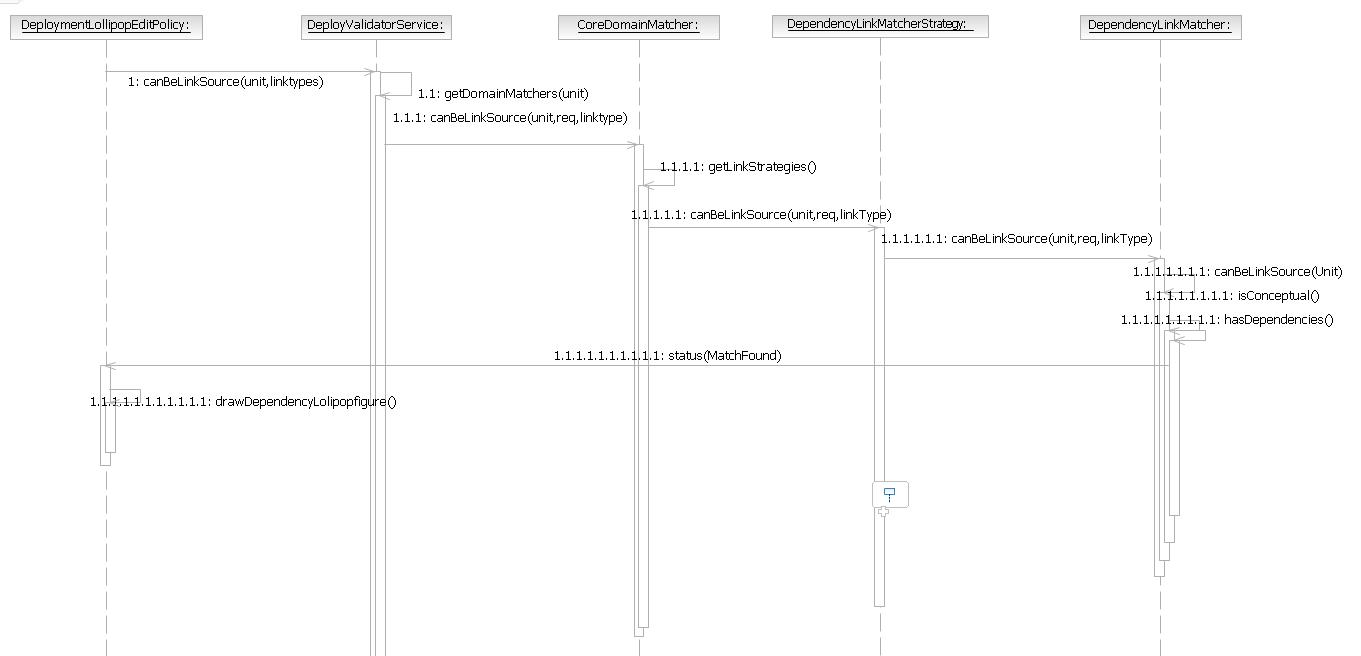 DeploymentLollipopEditPolicy:
DeployValidatorService:
CoreDomainMatcher:
DependencyLinkMatcherStrategy:
DependencyLinkMatcher:
1: canBeLinkSource(unit,linktypes)
1.1: getDomainMatchers(unit)
1.1.1: canBeLinkSource(unit,req,linktype)
1.1.1.1: getLinkStrategies()
1.1.1.1.1: canBeLinkSource(unit,req,linkType)
1.1.1.1.1.1: canBeLinkSource(unit,req,linkType)
1.1.1.1.1.1.1: canBeLinkSource(Unit)
1.1.1.1.1.1.1.1: isConceptual()
1.1.1.1.1.1.1.1.1: hasDependencies()
1.1.1.1.1.1.1.1.1.1: status(MatchFound)
1.1.1.1.1.1.1.1.1.1.1: drawDependencyLolipopfigure()